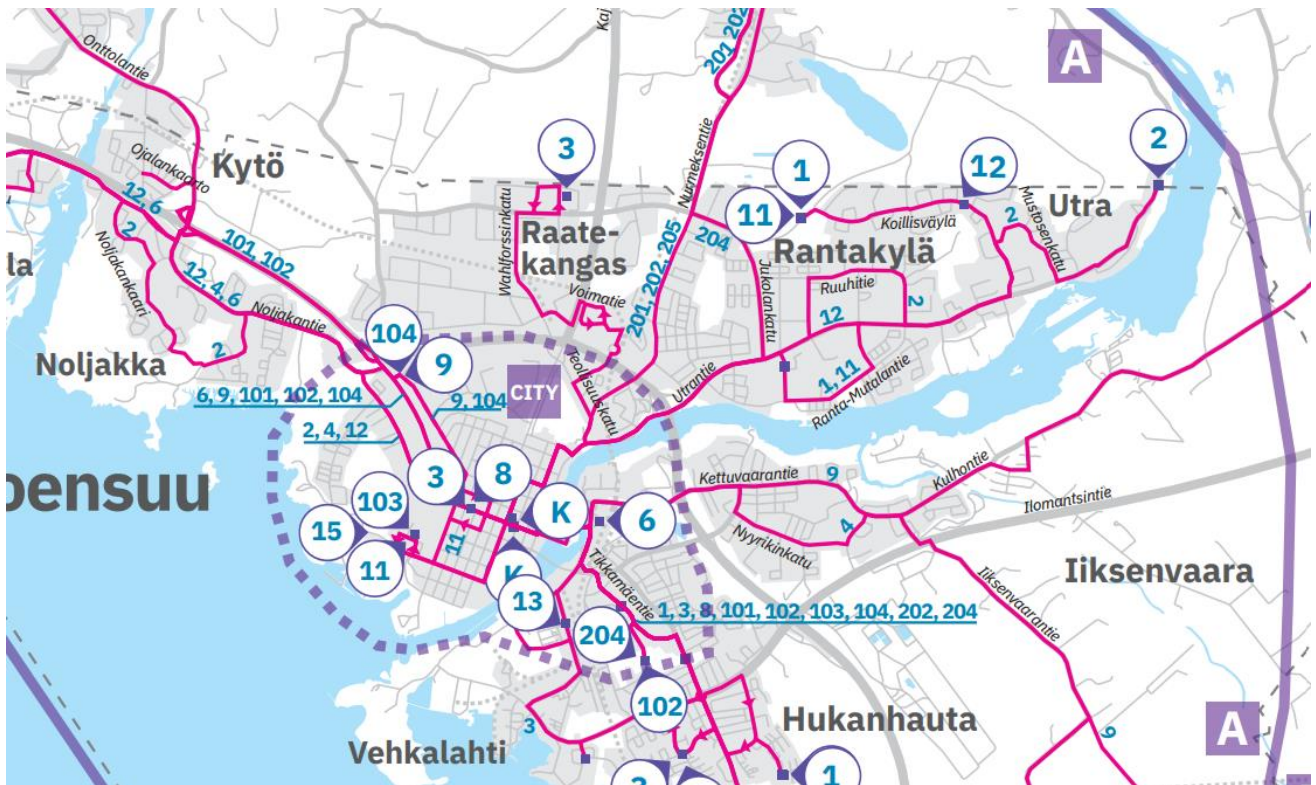 Onttolantie
Kaj
201, 202
A
Ojalankaarto
Kytö
3
Nurmeksentie
1
12
2
11
Koillisväylä
Mustosenkatu
2
Utra
12, 6
Wahlforssinkatu
Raate-
kangas
204
Rantakylä
2
101, 102
la
Noljakankaari
12, 4, 6
Noljakantie
Voimatie
201, 202, 205
Jukolankatu
Ruuhitie
2
12
104
9
Noljakka
2
Teollisuuskatu
Utrantie
1, 11
Ranta-Mutalantie
6, 9, 101, 102, 104
9, 104
CITY
2, 4, 12
oensuu
3
8
Kettuvaarantie
9
Kulhontie
Ilomantsintie
103
K
6
4
15
11
Nyyrikinkatu
11
K
Tikkamäentie
Iiksenvaara
13
1, 3, 8, 101, 102, 103, 104, 202, 204
Iiksenvaarantie
204
102
3
Hukanhauta
A
9
Vehkalahti
1